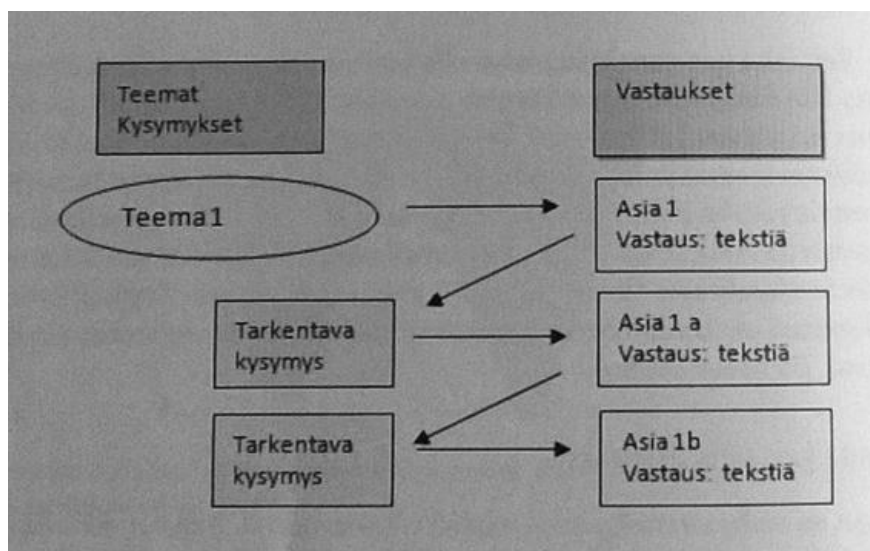 Teemat
Kysymykset
Vastaukset
Teema1
Asia 1
Vastaus: tekstiä
Tarkentava
kysymys
Asia 1 a
Vastaus: tekstiä
Tarkentava
kysymys
Asia 1b
Vastaus: tekstiä